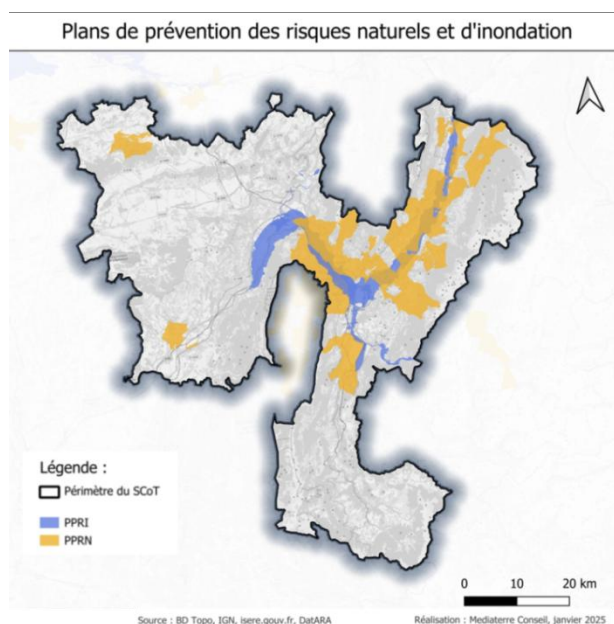 Plans de prévention des risques naturels et d'inondation
Légende :
Périmètre du SCoT
PPRI
PPRN
0 10 20 km
Source : BD Topo, IGN, isere.gouv.fr, DatARA
Réalisation : Mediaterre Conseil, janvier 2025